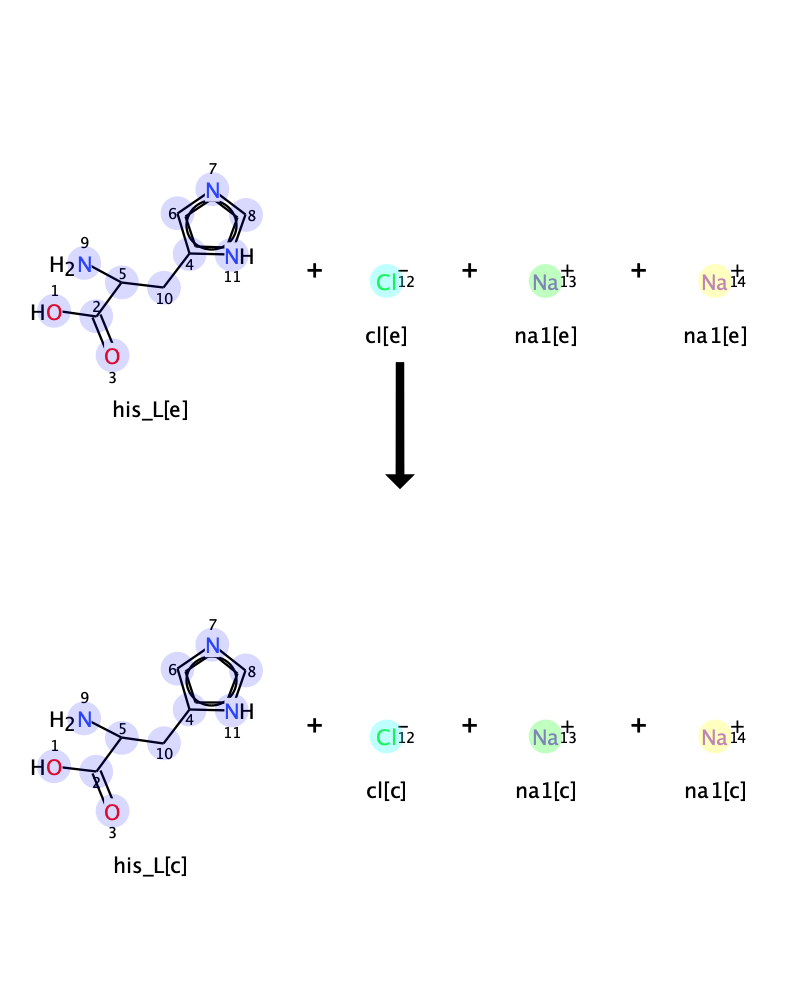 7
N
6
8
9
H2N
5
4
NH
11
1
HO
2
10
O
3
+
Cl−
12
+
Na+
13
+
Na+
14
cl[e]
na1[e]
na1[e]
his_L[e]
7
N
6
8
9
H2N
5
4
NH
11
1
HO
2
10
O
3
+
Cl−
12
+
Na+
13
+
Na+
14
cl[c]
na1[c]
na1[c]
his_L[c]